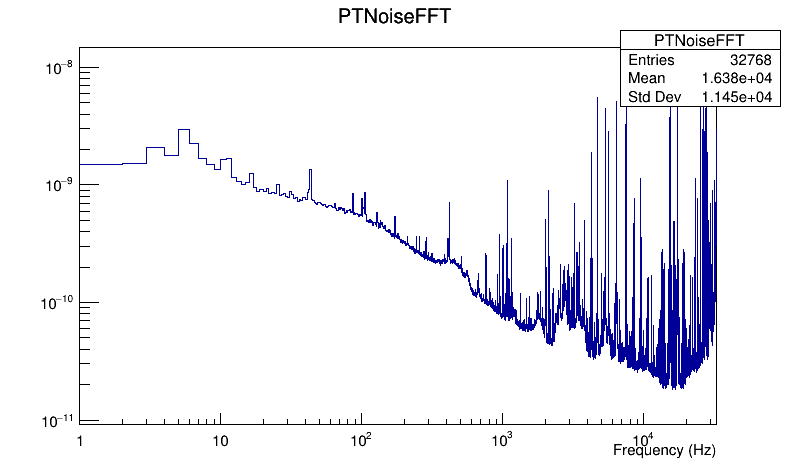 PTNoiseFFT
PTNoiseFFT
Entries 32768
Mean 1.638e+04
Std Dev 1.145e+04
10⁻⁸
10⁻⁹
10⁻¹⁰
10⁻¹¹
1 10 10² 10³ 10⁴
Frequency (Hz)